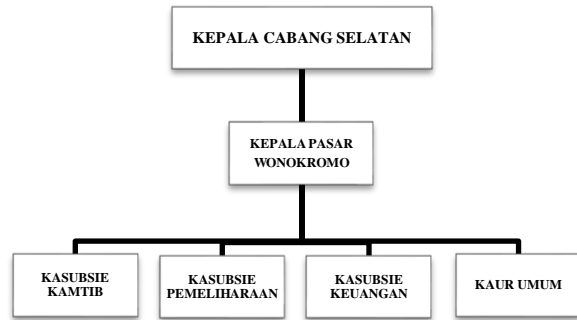 KEPALA CABANG SELATAN
KEPALA PASAR
WONOKROMO
KASUBSIE
KAMTIB
KASUBSIE
PEMELIHARAAN
KASUBSIE
KEUANGAN
KAUR UMUM